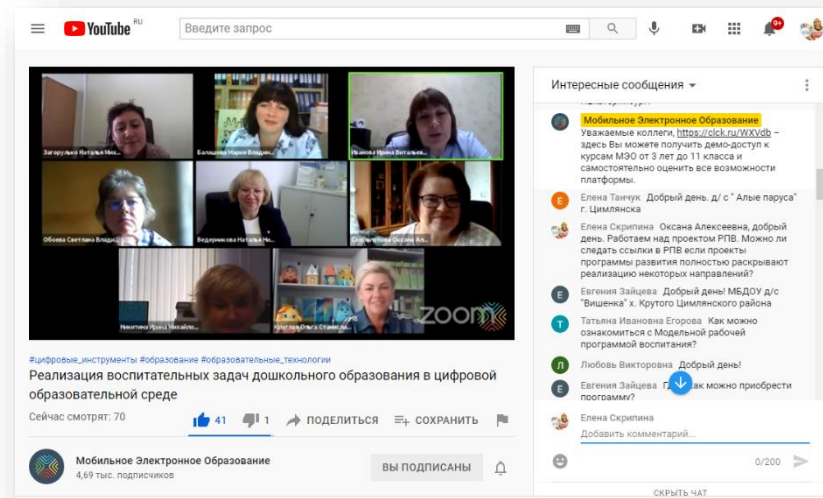 YouTube RU
Введите запрос
9+
Загорулько Наталья Мих...
Балашова Мария Владим...
Иванова Ирина Витальев...
Обоева Светлана Владим...
Ведерникова Наталья Ни...
Никитина Ирина Михайло...
Круглая Ольга Станисла...
zoom
#цифровые_инструменты #образование #образовательные_технологии
Реализация воспитательных задач дошкольного образования в цифровой
образовательной среде
Сейчас смотрят: 70
41
1
ПОДЕЛИТЬСЯ
СОХРАНИТЬ
Мобильное Электронное Образование
4,69 тыс. подписчиков
ВЫ ПОДПИСАНЫ
Интересные сообщения
Мобильное Электронное Образование
Уважаемые коллеги, https://clck.ru/WXVdb –
здесь Вы можете получить демо-доступ к
курсам МЭО от 3 лет до 11 класса и
самостоятельно оценить все возможности
платформы.
Е Елена Танчук Добрый день. д/ с " Алые паруса"
г. Цимлянска
Елена Скрипина Оксана Алексеевна, добрый
день. Работаем над проектом РПВ. Можно ли
следать ссылки в РПВ если проекты
программы развития полностью раскрывают
реализацию некоторых направлений?
Е Евгения Зайцева Добрый день! МБДОУ д/с
"Вишенка" х. Крутого Цимлянского района
Т Татьяна Ивановна Егорова Как можно
ознакомиться с Модельной рабочей
программой воспитания?
Л Любовь Викторовна Добрый день!
Е Евгения Зайцева как можно приобрести
программу?
Елена Скрипина
Добавить комментарий...
0/200
СКРЫТЬ ЧАТ